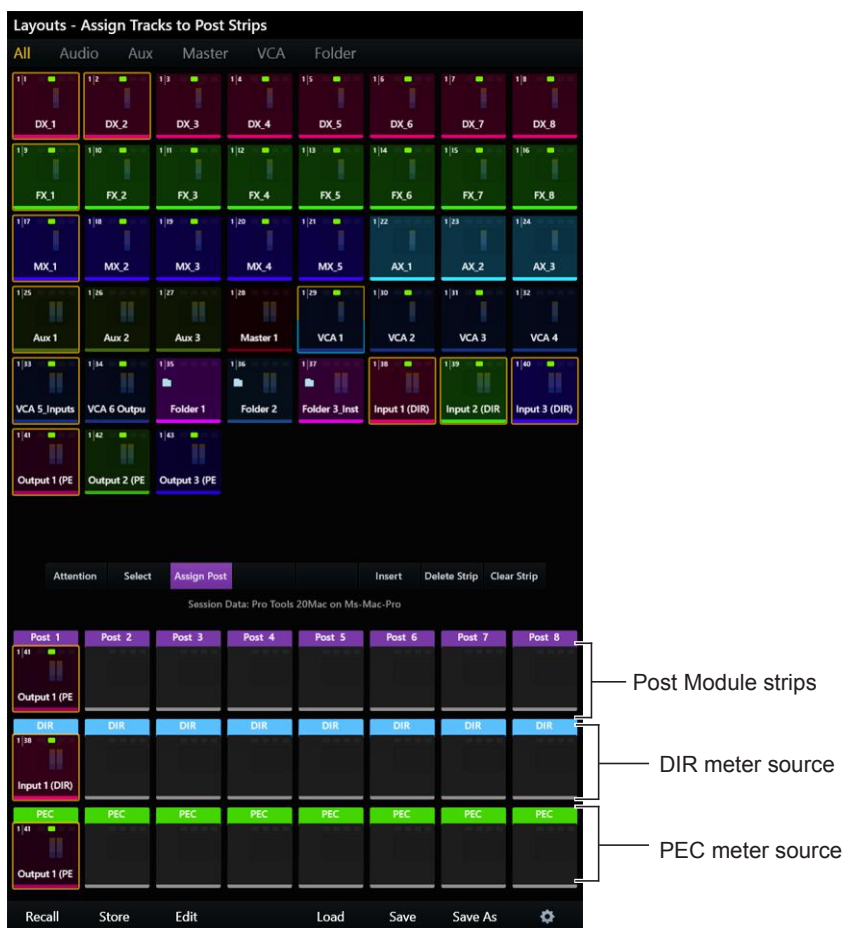 Layouts - Assign Tracks to Post Strips
All Audio Aux Master VCA Folder
1|1 1|2 1|3 1|4 1|5 1|6 1|7 1|8
DX_1 DX_2 DX_3 DX_4 DX_5 DX_6 DX_7 DX_8
1|9 1|10 1|11 1|12 1|13 1|14 1|15 1|16
FX_1 FX_2 FX_3 FX_4 FX_5 FX_6 FX_7 FX_8
1|17 1|18 1|19 1|20 1|21 1|22 1|23 1|24
MX_1 MX_2 MX_3 MX_4 MX_5 AX_1 AX_2 AX_3
1|25 1|26 1|27 1|28 1|29 1|30 1|31 1|32
Aux 1 Aux 2 Aux 3 Master 1 VCA 1 VCA 2 VCA 3 VCA 4
1|33 1|34 1|35 1|36 1|37 1|38 1|39 1|40
VCA 5_Inputs VCA 6 Outpu Folder 1 Folder 2 Folder 3_Inst Input 1 (DIR) Input 2 (DIR Input 3 (DIR)
1|41 1|42 1|43
Output 1 (PE Output 2 (PE Output 3 (PE
Attention Select Assign Post Insert Delete Strip Clear Strip
Session Data: Pro Tools 20Mac on Ms-Mac-Pro
Post 1 Post 2 Post 3 Post 4 Post 5 Post 6 Post 7 Post 8
1|41
Output 1 (PE
Post Module strips
DIR DIR DIR DIR DIR DIR DIR DIR
1|38
Input 1 (DIR)
DIR meter source
PEC PEC PEC PEC PEC PEC PEC PEC
1|41
Output 1 (PE
PEC meter source
Recall Store Edit Load Save Save As